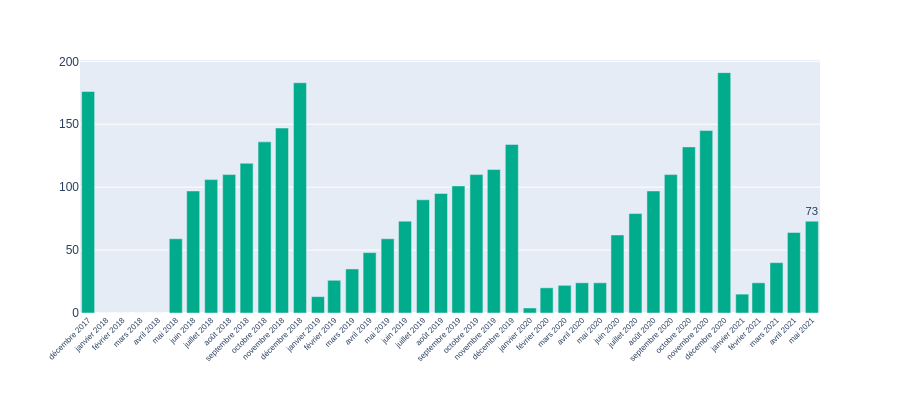 200
150
100
50
0
73
décembre 2017
janvier 2018
février 2018
mars 2018
avril 2018
mai 2018
juin 2018
juillet 2018
août 2018
septembre 2018
octobre 2018
novembre 2018
décembre 2018
janvier 2019
février 2019
mars 2019
avril 2019
mai 2019
juin 2019
juillet 2019
août 2019
septembre 2019
octobre 2019
novembre 2019
décembre 2019
janvier 2020
février 2020
mars 2020
avril 2020
mai 2020
juin 2020
juillet 2020
août 2020
septembre 2020
octobre 2020
novembre 2020
décembre 2020
janvier 2021
février 2021
mars 2021
avril 2021
mai 2021